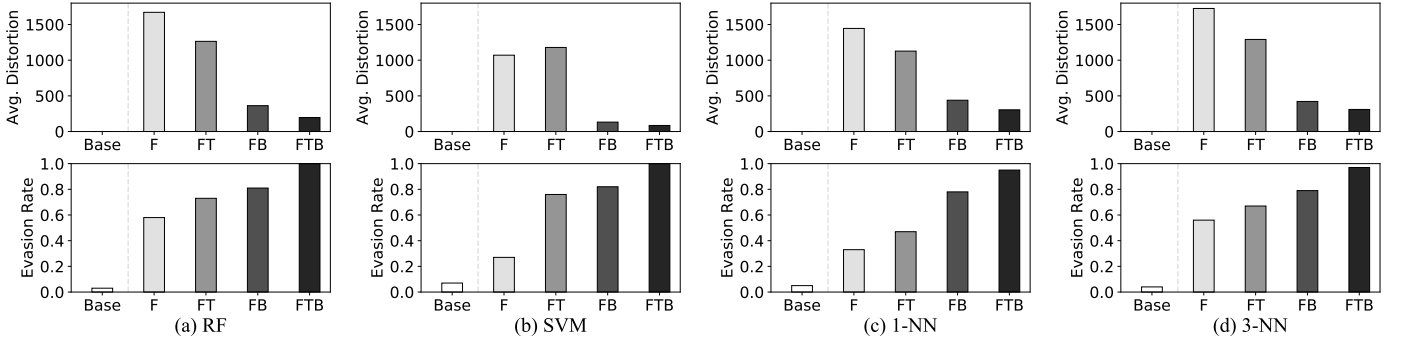 Avg. Distortion
1500
1000
500
0
Base F FT FB FTB
Evasion Rate
1.0
0.8
0.6
0.4
0.2
0.0
Base F FT FB FTB
(a) RF
Avg. Distortion
1500
1000
500
0
Base F FT FB FTB
Evasion Rate
1.0
0.8
0.6
0.4
0.2
0.0
Base F FT FB FTB
(b) SVM
Avg. Distortion
1500
1000
500
0
Base F FT FB FTB
Evasion Rate
1.0
0.8
0.6
0.4
0.2
0.0
Base F FT FB FTB
(c) 1-NN
Avg. Distortion
1500
1000
500
0
Base F FT FB FTB
Evasion Rate
1.0
0.8
0.6
0.4
0.2
0.0
Base F FT FB FTB
(d) 3-NN